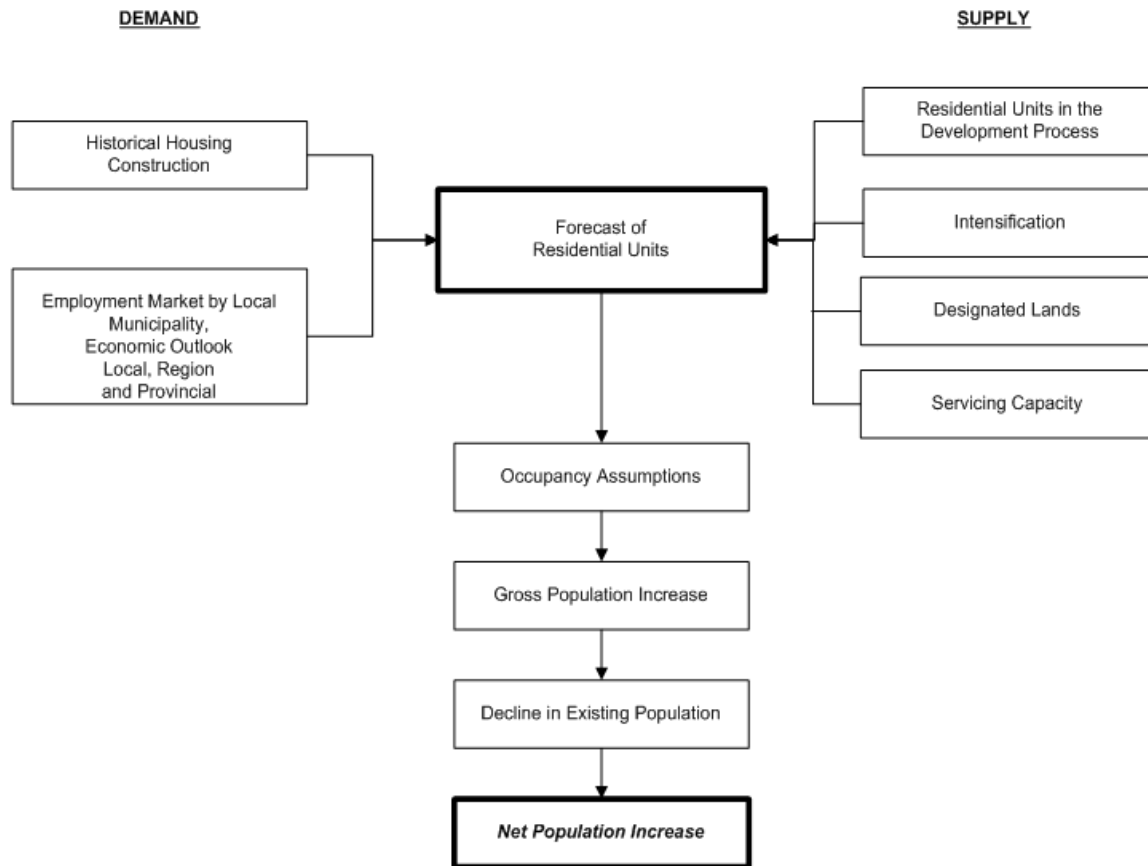 DEMAND
SUPPLY
Historical Housing
Construction
Employment Market by Local
Municipality,
Economic Outlook
Local, Region
and Provincial
Forecast of
Residential Units
Residential Units in the
Development Process
Intensification
Designated Lands
Servicing Capacity
Occupancy Assumptions
Gross Population Increase
Decline in Existing Population
Net Population Increase